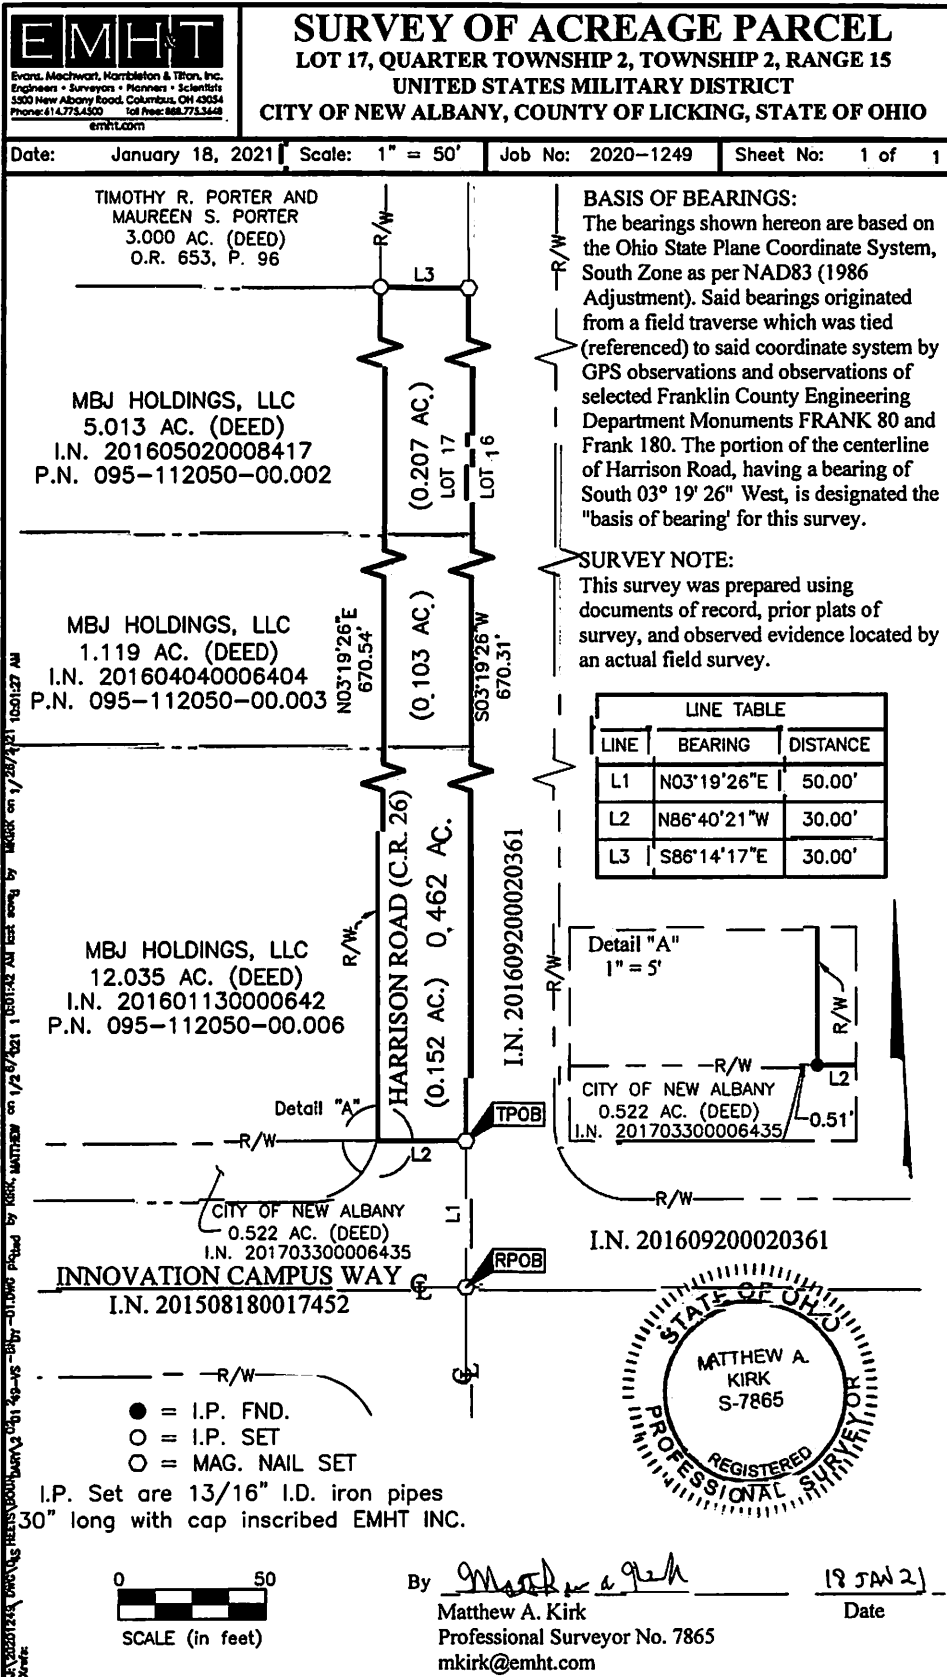 EMH&T
Evans, Mechwart, Hambleton & Tilton, Inc.
Engineers • Surveyors • Planners • Scientists
5500 New Albany Road, Columbus, OH 43054
Phone: 614.775.4500 Toll Free: 888.775.3648
emht.com
SURVEY OF ACREAGE PARCEL
LOT 17, QUARTER TOWNSHIP 2, TOWNSHIP 2, RANGE 15
UNITED STATES MILITARY DISTRICT
CITY OF NEW ALBANY, COUNTY OF LICKING, STATE OF OHIO
Date: January 18, 2021 Scale: 1" = 50' Job No: 2020-1249 Sheet No: 1 of 1
TIMOTHY R. PORTER AND
MAUREEN S. PORTER
3.000 AC. (DEED)
O.R. 653, P. 96
R/W
R/W
L3
BASIS OF BEARINGS:
The bearings shown hereon are based on
the Ohio State Plane Coordinate System,
South Zone as per NAD83 (1986
Adjustment). Said bearings originated
from a field traverse which was tied
(referenced) to said coordinate system by
GPS observations and observations of
selected Franklin County Engineering
Department Monuments FRANK 80 and
Frank 180. The portion of the centerline
of Harrison Road, having a bearing of
South 03° 19' 26" West, is designated the
"basis of bearing' for this survey.
MBJ HOLDINGS, LLC
5.013 AC. (DEED)
I.N. 201605020008417
P.N. 095-112050-00.002
(0.207 AC.)
LOT 17
LOT 16
SURVEY NOTE:
This survey was prepared using
documents of record, prior plats of
survey, and observed evidence located by
an actual field survey.
MBJ HOLDINGS, LLC
1.119 AC. (DEED)
I.N. 201604040006404
P.N. 095-112050-00.003
N03°19'26"E
670.54'
(0.103 AC.)
S03°19'26"W
670.31'
LINE TABLE
LINE BEARING DISTANCE
L1 N03°19'26"E 50.00'
L2 N86°40'21"W 30.00'
L3 S86°14'17"E 30.00'
MBJ HOLDINGS, LLC
12.035 AC. (DEED)
I.N. 201601130000642
P.N. 095-112050-00.006
R/W
HARRISON ROAD (C.R. 26)
(0.152 AC.) 0.462 AC.
I.N. 201609200020361
R/W
Detail "A"
1" = 5'
R/W
R/W
L2
CITY OF NEW ALBANY
0.522 AC. (DEED)
I.N. 201703300006435
0.51'
Detail "A"
TPOB
R/W
L2
CITY OF NEW ALBANY
0.522 AC. (DEED)
I.N. 201703300006435
L1
R/W
I.N. 201609200020361
RPOB
INNOVATION CAMPUS WAY
I.N. 201508180017452
CL
CL
R/W
STATE OF OHIO
MATTHEW A.
KIRK
S-7865
REGISTERED
PROFESSIONAL SURVEYOR
● = I.P. FND.
○ = I.P. SET
⬡ = MAG. NAIL SET
I.P. Set are 13/16" I.D. iron pipes
30" long with cap inscribed EMHT INC.
0 50
SCALE (in feet)
By Matthew A Kirk 18 JAN 21
Matthew A. Kirk Date
Professional Surveyor No. 7865
mkirk@emht.com